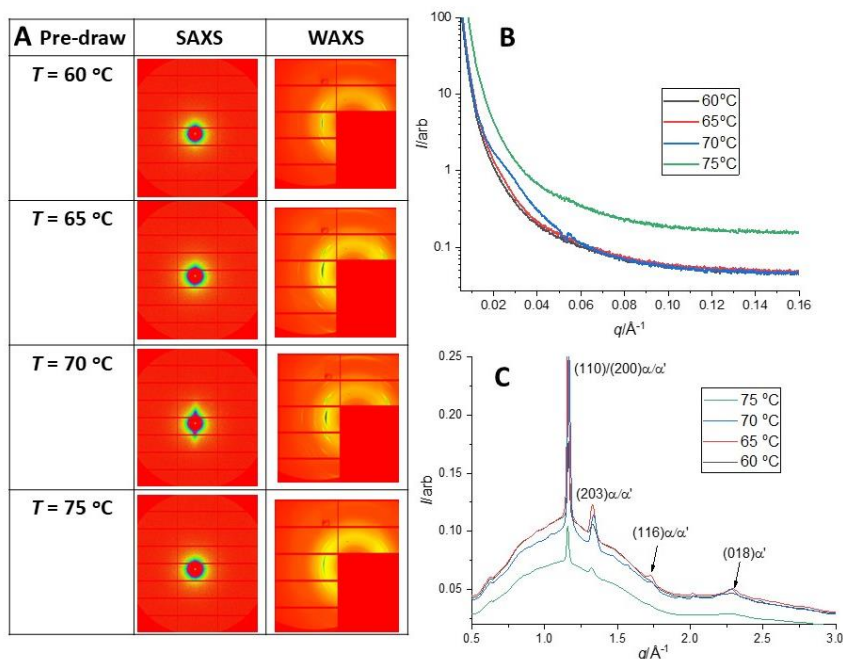 A Pre-draw SAXS WAXS
T = 60 °C
T = 65 °C
T = 70 °C
T = 75 °C
B
100
10
1
0.1
I/arb
60°C
65°C
70°C
75°C
0.02 0.04 0.06 0.08 0.10 0.12 0.14 0.16
q/Å-1
C
0.25
0.20
0.15
0.10
0.05
I/arb
(110)/(200)α/α'
(203)α/α'
(116)α/α'
(018)α'
75 °C
70 °C
65 °C
60 °C
0.5 1.0 1.5 2.0 2.5 3.0
q/Å-1